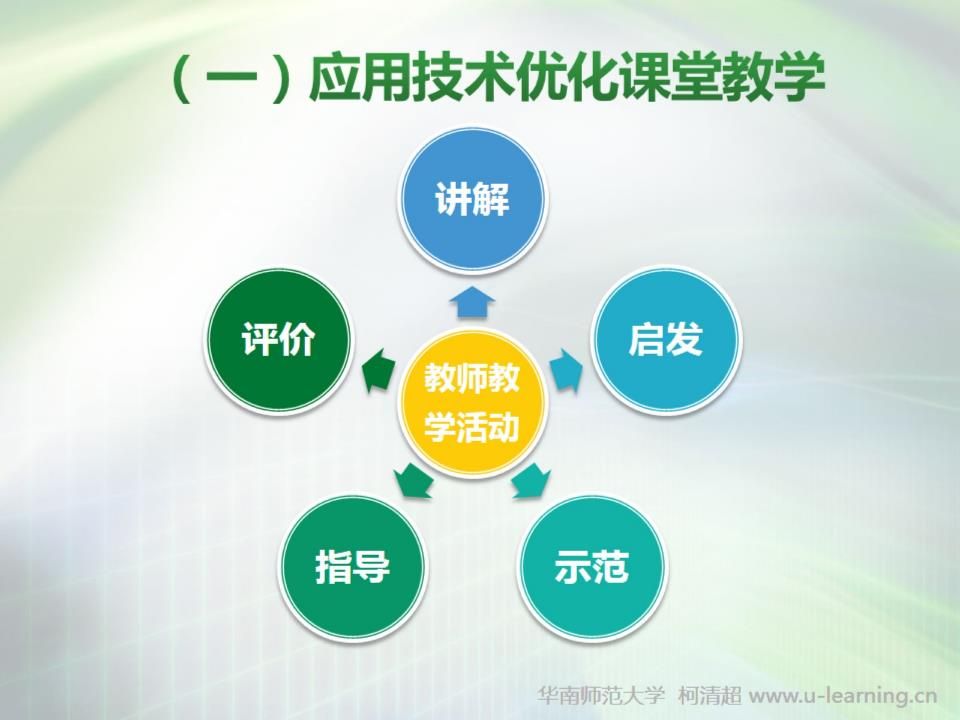 （一）应用技术优化课堂教学
讲解
评价
启发
教师教
学活动
指导
示范
华南师范大学 柯清超 www.u-learning.cn